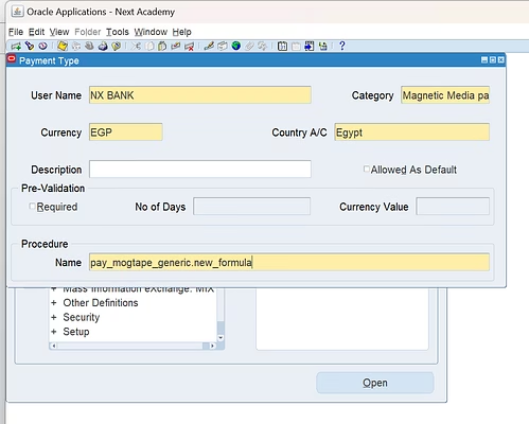 Oracle Applications - Next Academy
File Edit View Folder Tools Window Help
Payment Type
User Name NX BANK Category Magnetic Media pa
Currency EGP Country A/C Egypt
Description Allowed As Default
Pre-Validation
Required No of Days Currency Value
Procedure
Name pay_mogtape_generic.new_formula
+ Mass Information eXchange: MIX
+ Other Definitions
+ Security
+ Setup
Open